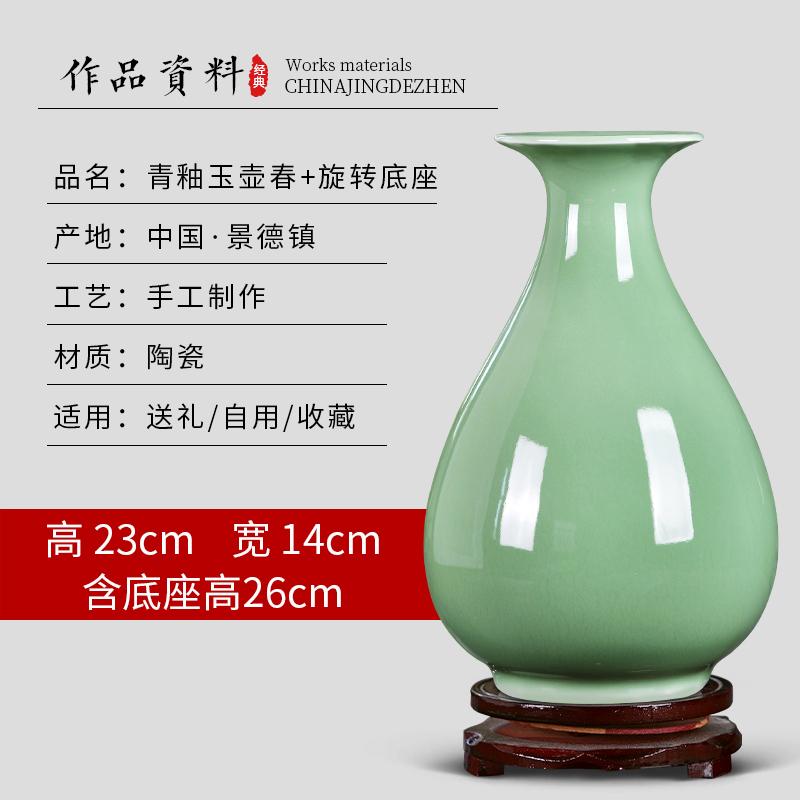 作品資料
经典
Works materials
CHINAJINGDEZHEN
品名：青釉玉壶春+旋转底座
产地：中国·景德镇
工艺：手工制作
材质：陶瓷
适用：送礼/自用/收藏
高 23cm 宽 14cm
含底座高26cm